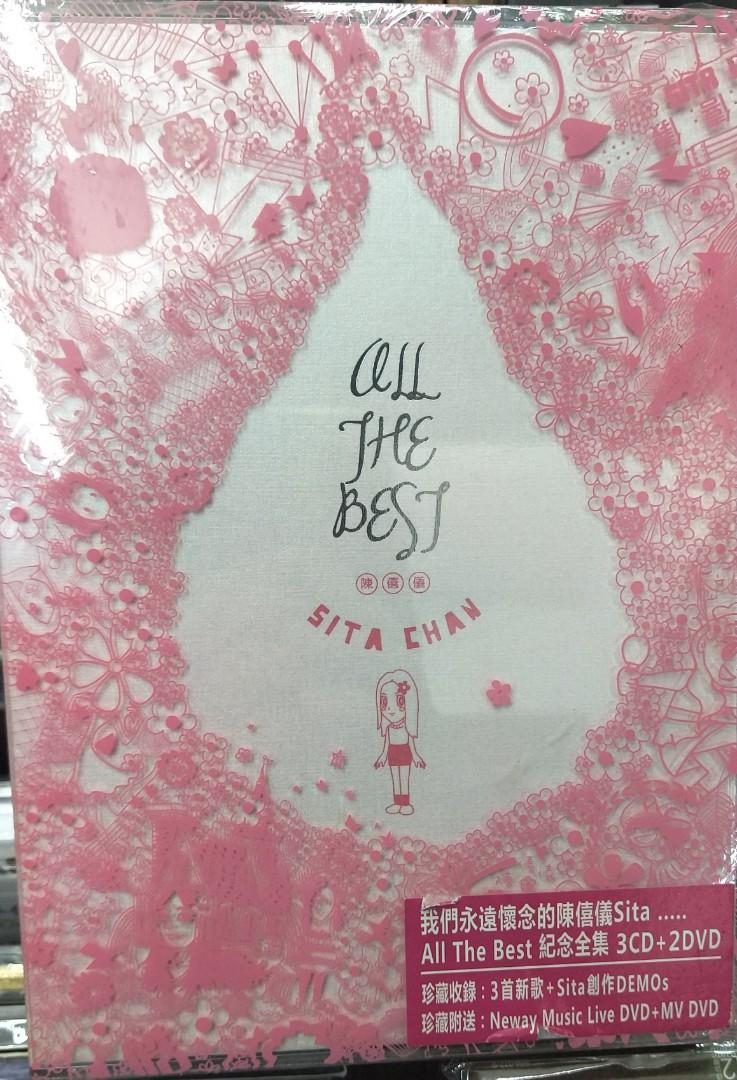 ALL
THE
BEST
陳僖儀
SITA CHAN
我們永遠懷念的陳僖儀Sita .....
All The Best 紀念全集 3CD+2DVD
珍藏收錄：3首新歌+Sita創作DEMOs
珍藏附送：Neway Music Live DVD+MV DVD